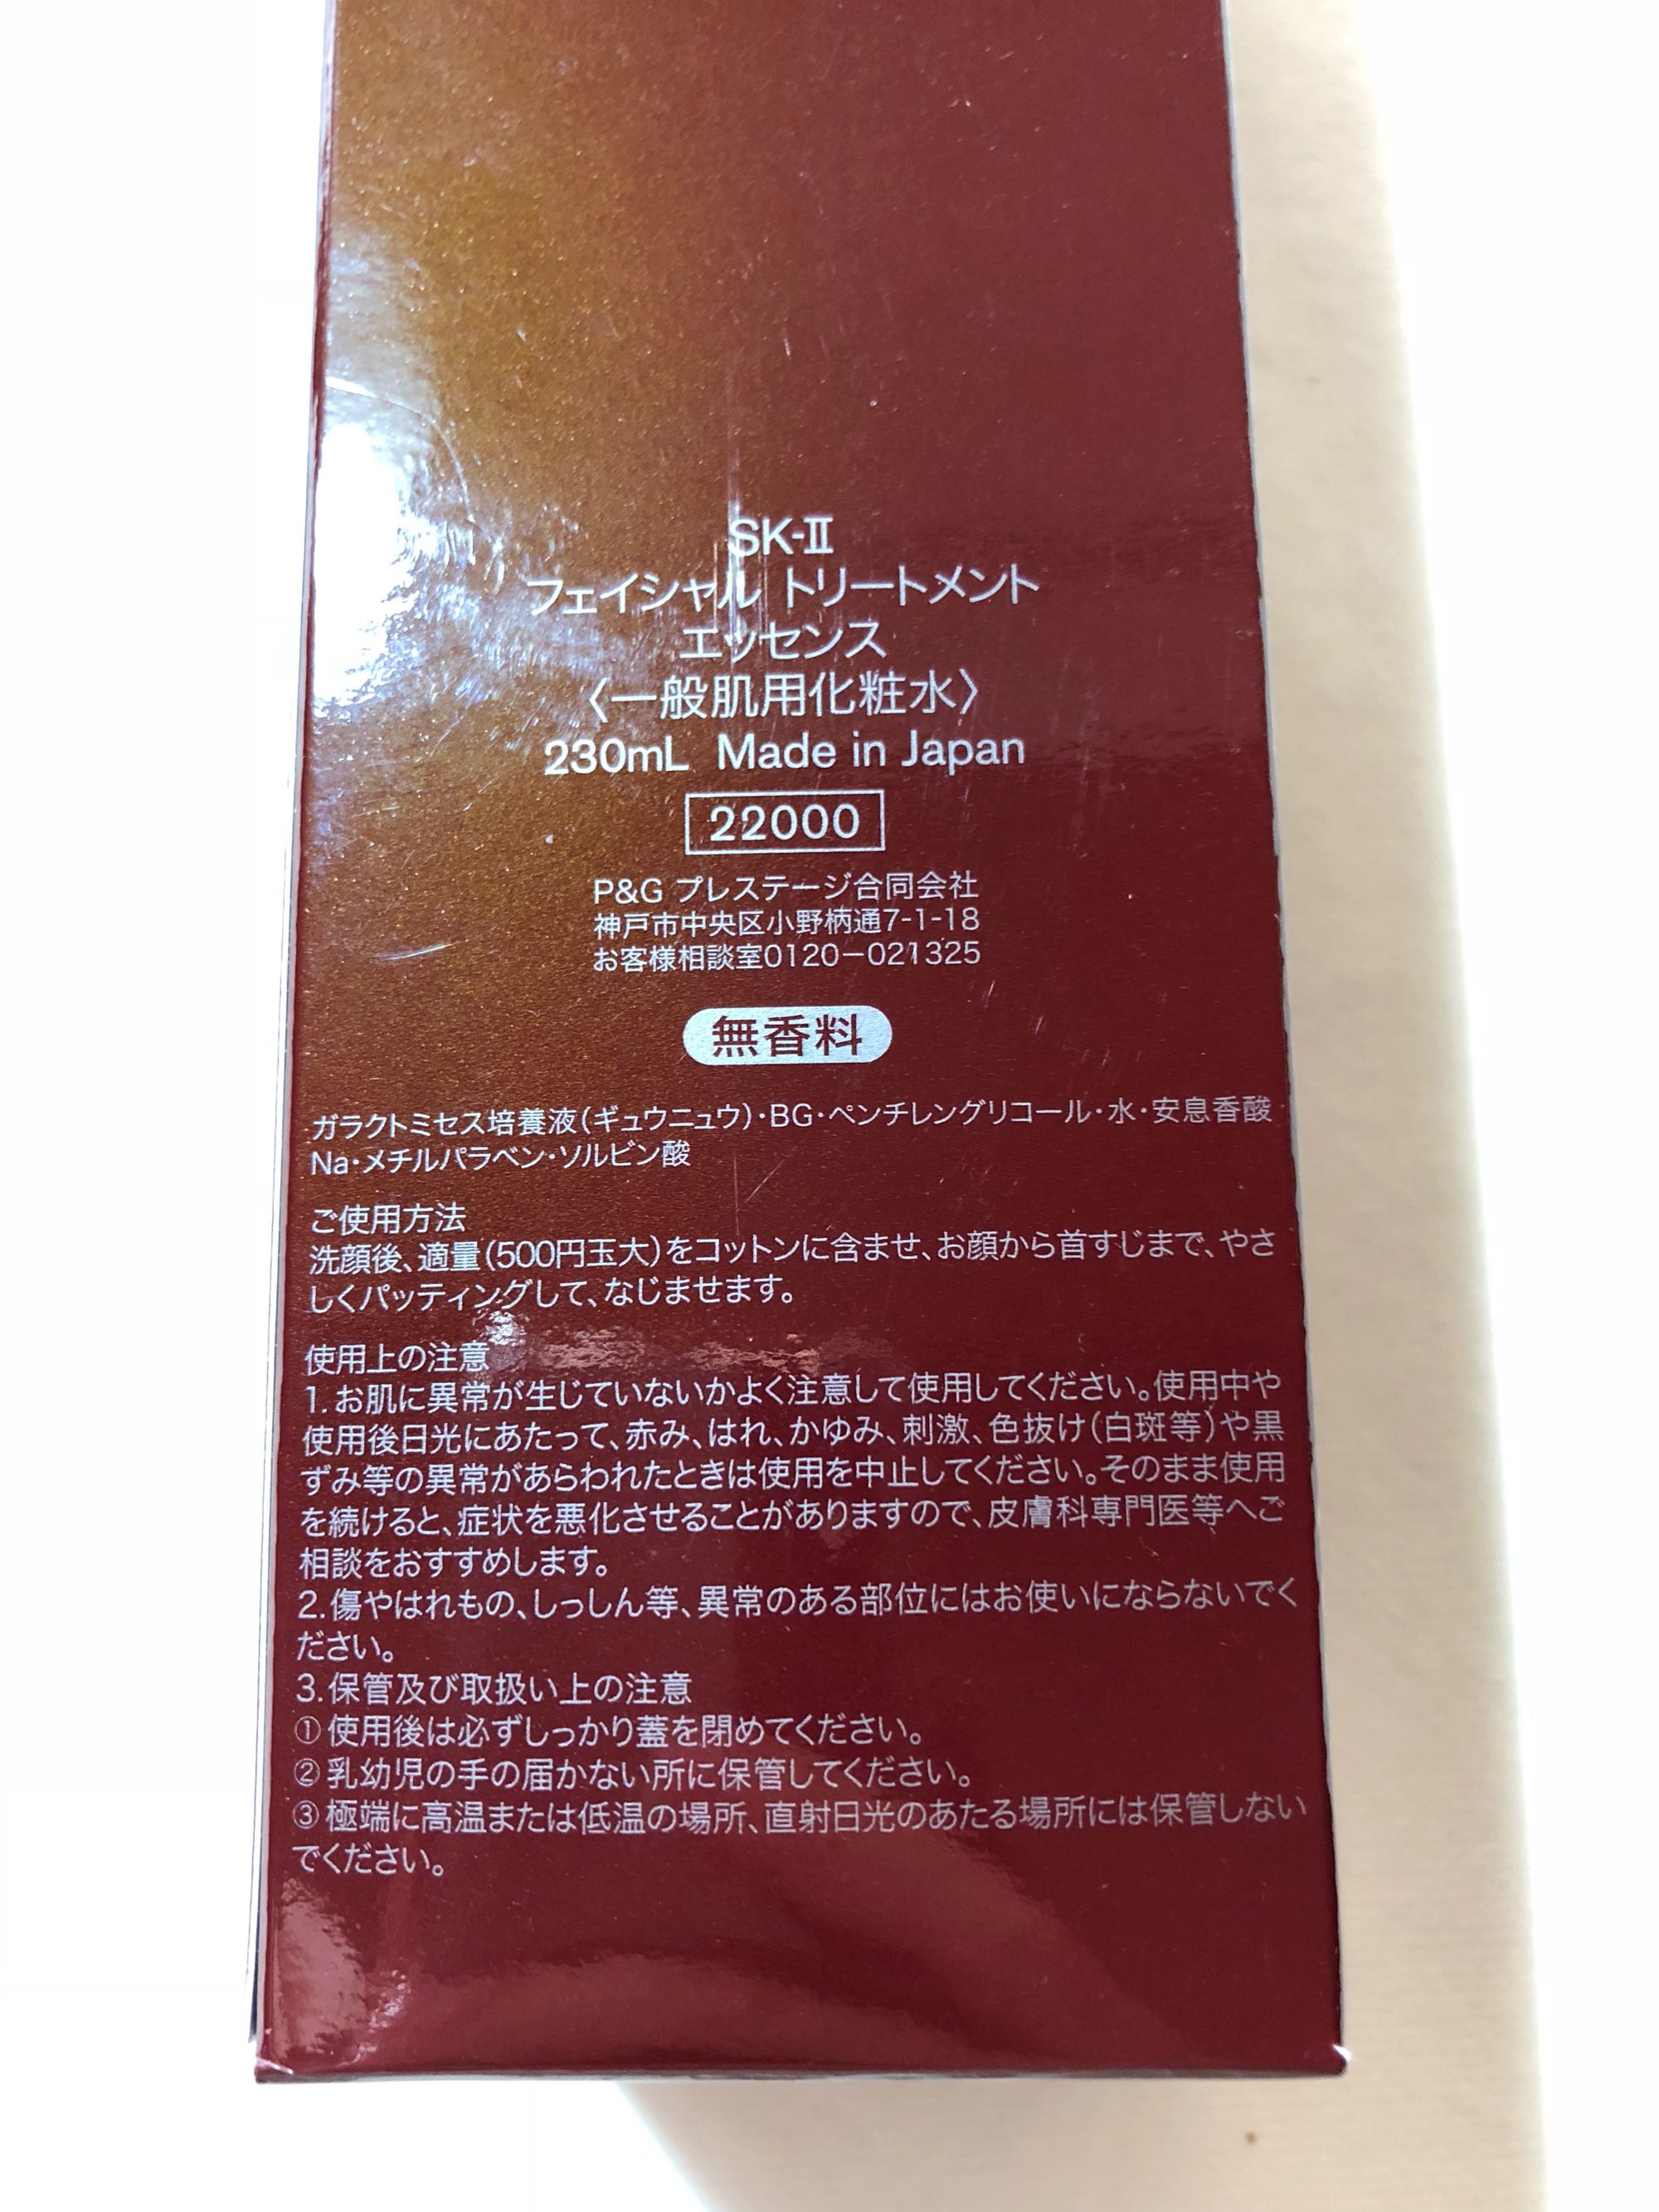 SK-II
フェイシャル トリートメント
エッセンス
〈一般肌用化粧水〉
230mL Made in Japan
22000
P&G プレステージ合同会社
神戸市中央区小野柄通7-1-18
お客様相談室0120−021325
無香料
ガラクトミセス培養液(ギュウニュウ)・BG・ペンチレングリコール・水・安息香酸
Na・メチルパラベン・ソルビン酸
ご使用方法
洗顔後、適量(500円玉大)をコットンに含ませ、お顔から首すじまで、やさ
しくパッティングして、なじませます。
使用上の注意
1.お肌に異常が生じていないかよく注意して使用してください。使用中や
使用後日光にあたって、赤み、はれ、かゆみ、刺激、色抜け(白斑等)や黒
ずみ等の異常があらわれたときは使用を中止してください。そのまま使用
を続けると、症状を悪化させることがありますので、皮膚科専門医等へご
相談をおすすめします。
2.傷やはれもの、しっしん等、異常のある部位にはお使いにならないでく
ださい。
3.保管及び取扱い上の注意
①使用後は必ずしっかり蓋を閉めてください。
②乳幼児の手の届かない所に保管してください。
③極端に高温または低温の場所、直射日光のあたる場所には保管しない
でください。